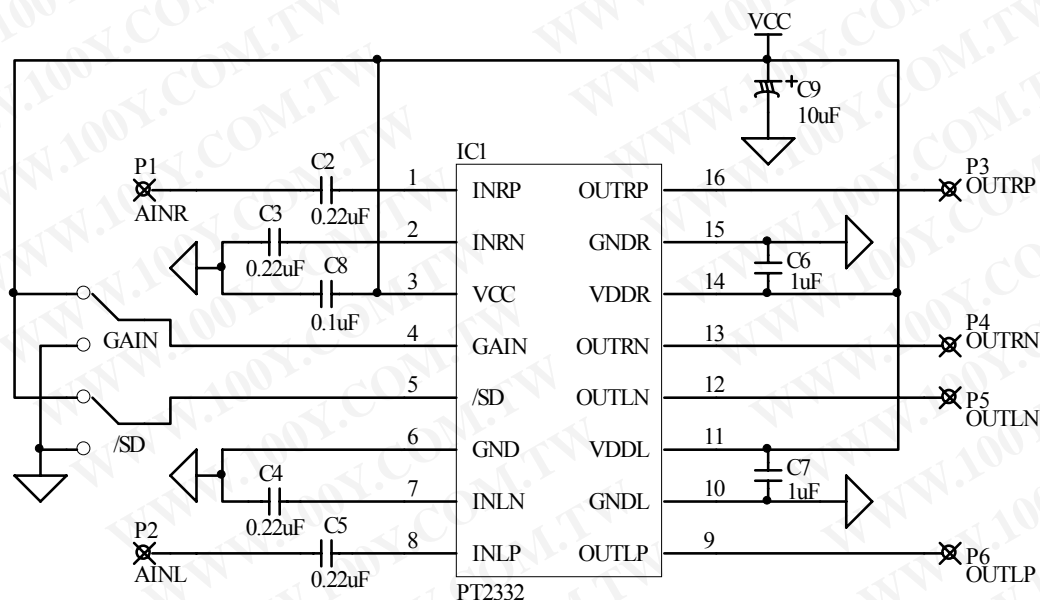 VCC
C9
10uF
IC1
P1
AINR
C2
0.22uF
1
INRP
OUTRP
16
P3
OUTRP
C3
0.22uF
2
INRN
GNDR
15
C6
1uF
C8
0.1uF
3
VCC
VDDR
14
GAIN
4
GAIN
OUTRN
13
P4
OUTRN
5
/SD
OUTLN
12
P5
OUTLN
/SD
6
GND
VDDL
11
C4
0.22uF
7
INLN
GNDL
10
C7
1uF
P2
AINL
C5
0.22uF
8
INLP
OUTLP
9
P6
OUTLP
PT2332
WWW.100Y.COM.TW